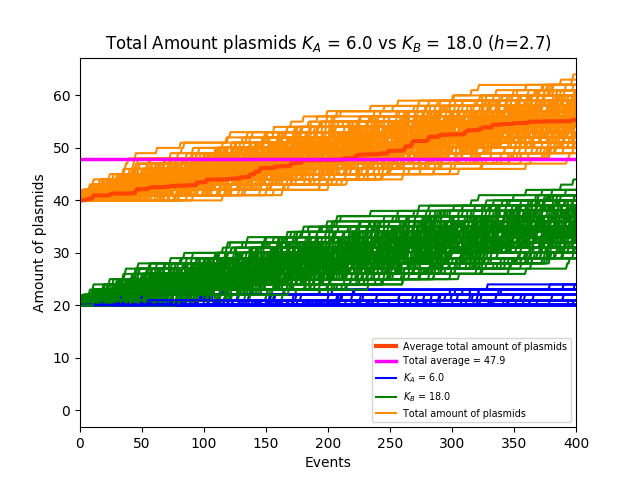 Total Amount plasmids K_A = 6.0 vs K_B = 18.0 (h=2.7)
Amount of plasmids
60
50
40
30
20
10
0
Average total amount of plasmids
Total average = 47.9
K_A = 6.0
K_B = 18.0
Total amount of plasmids
0 50 100 150 200 250 300 350 400
Events